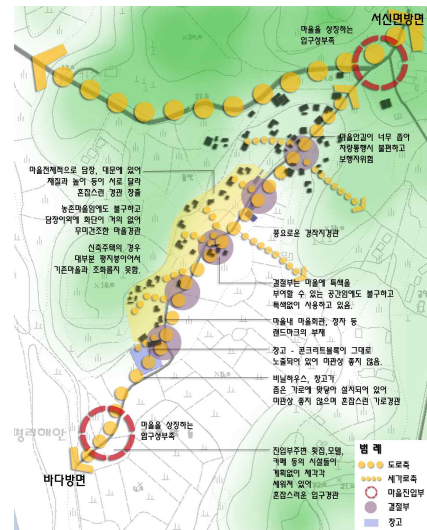 서신면방면
마을을 상징하는
입구성부족
마을안길이 너무 좁아
차량통행시 불편하고
보행자위험
마을전체적으로 담장, 대문에 있어
재질과 높이 등이 서로 달라
혼잡스런 경관 창출
농촌마을임에도 불구하고
담장이외에 화단이 거의 없어
무미건조한 마을경관
풍요로운 경작지경관
신축주택의 경우
대부분 평지붕이어서
기존마을과 조화롭지 못함.
결절부는 마을에 특색을
부여할 수 있는 공간임에도 불구하고
특색없이 사용하고 있음.
마을내 마을회관, 정자 등
랜드마크의 부재
창고 - 콘크리트블록이 그대로
노출되어 있어 미관상 좋지 않음.
비닐하우스, 창고가
좁은 가로에 맞닿아 설치되어 있어
미관상 좋지 않으며 혼잡스런 가로경관
마을을 상징하는
입구성부족
바다방면
진입부주변 횟집,모텔,
카페 등의 시설들이
계획없이 제각각
세워져 있어
혼잡스러운 입구경관
범 례
도로축
세가로축
마을진입부
결절부
창고